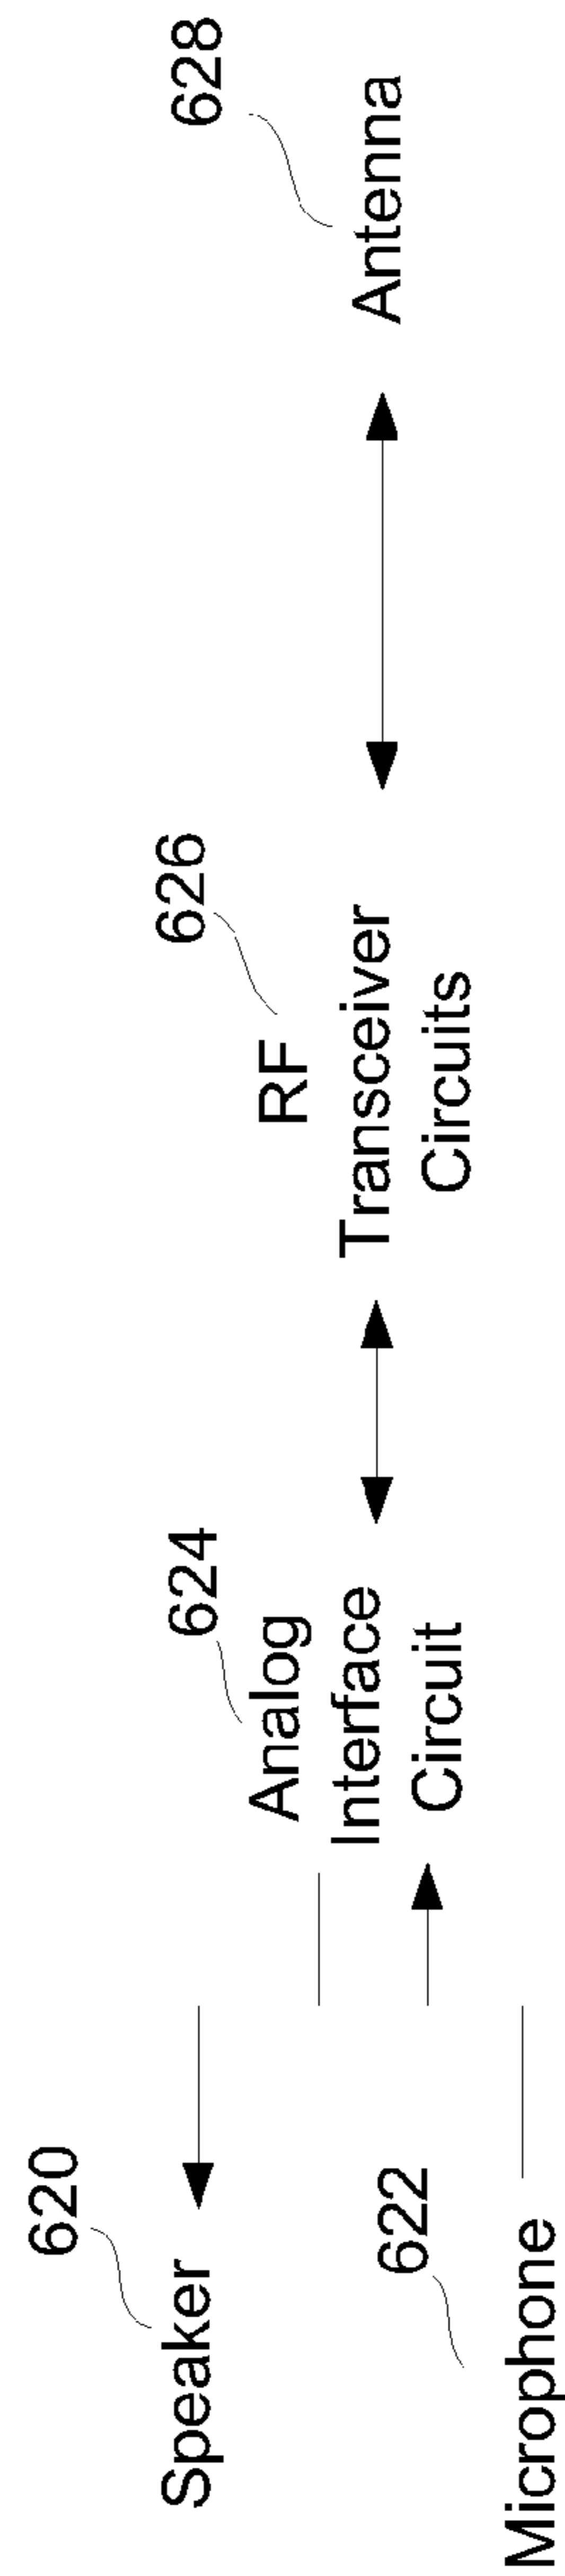 620
Speaker
622
Microphone
624
Analog
Interface
Circuit
626
RF
Transceiver
Circuits
628
Antenna